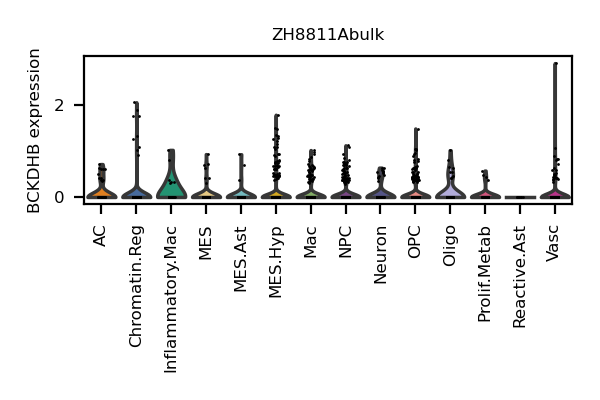 ZH8811Abulk
BCKDHB expression
2
0
AC
Chromatin.Reg
Inflammatory.Mac
MES
MES.Ast
MES.Hyp
Mac
NPC
Neuron
OPC
Oligo
Prolif.Metab
Reactive.Ast
Vasc